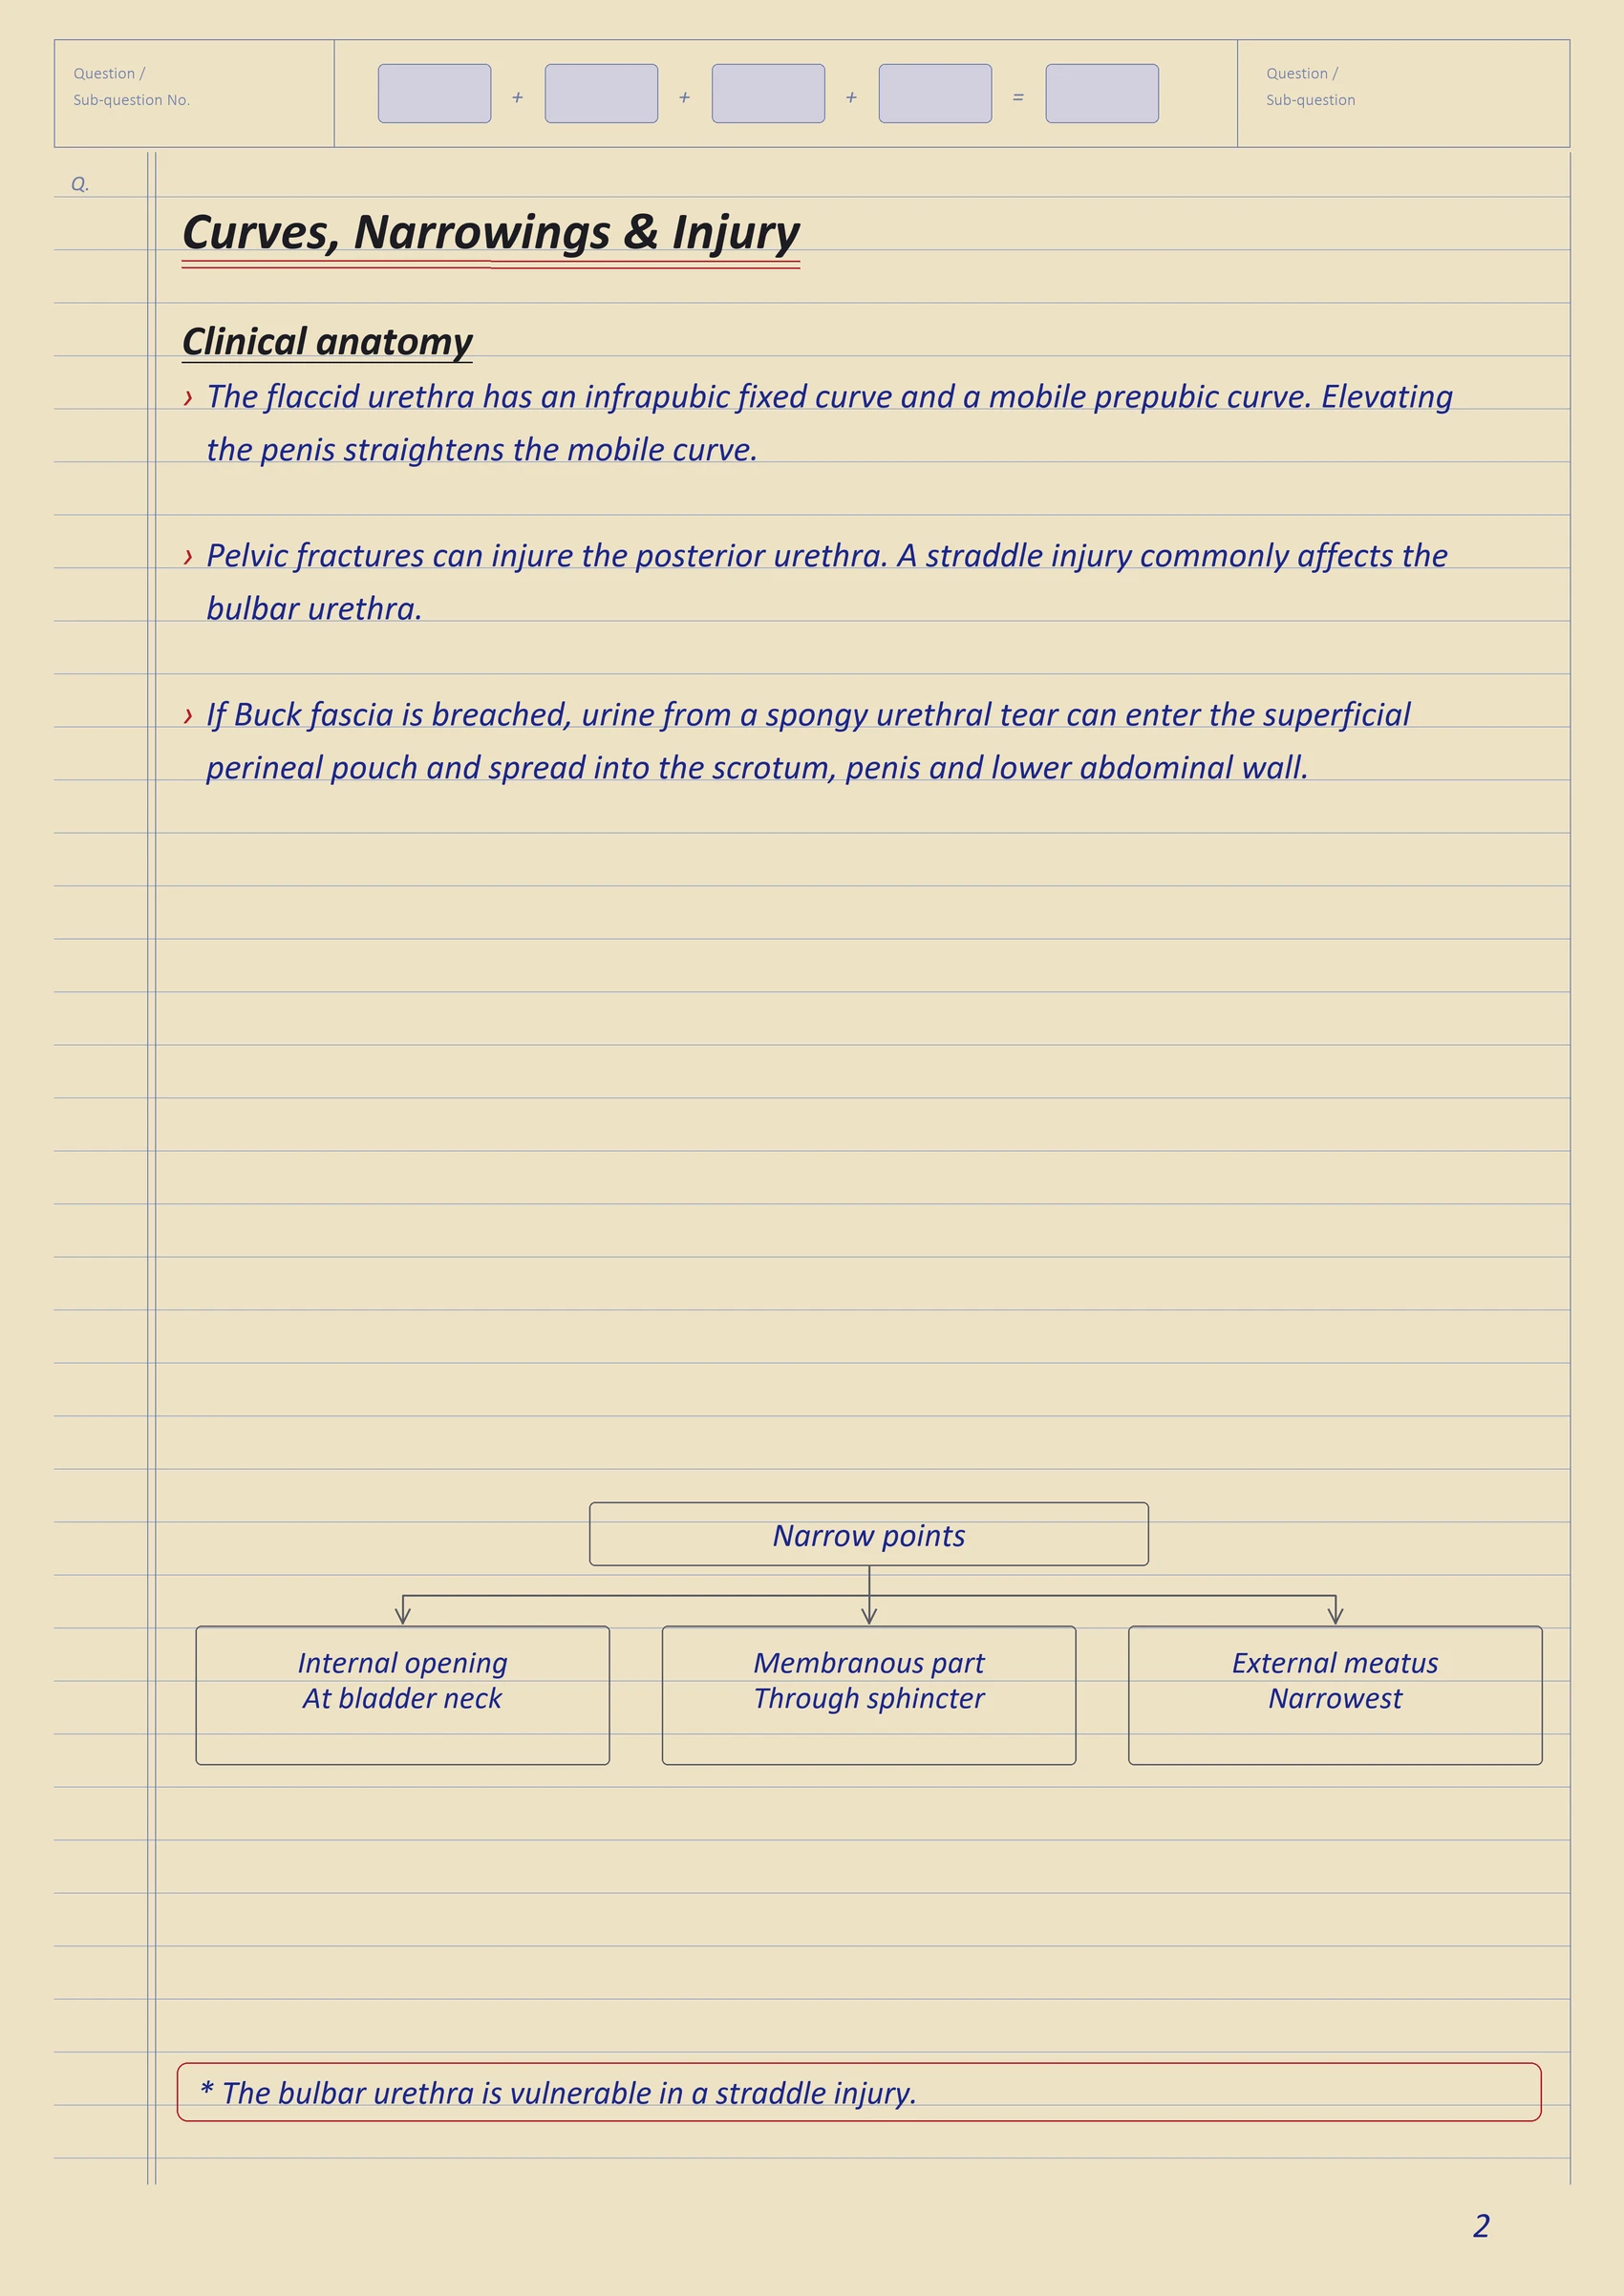 Question /
Sub-question No.
+ + + =
Question /
Sub-question
Q.
Curves, Narrowings & Injury
Clinical anatomy
› The flaccid urethra has an infrapubic fixed curve and a mobile prepubic curve. Elevating
the penis straightens the mobile curve.
› Pelvic fractures can injure the posterior urethra. A straddle injury commonly affects the
bulbar urethra.
› If Buck fascia is breached, urine from a spongy urethral tear can enter the superficial
perineal pouch and spread into the scrotum, penis and lower abdominal wall.
Narrow points
Internal opening
At bladder neck
Membranous part
Through sphincter
External meatus
Narrowest
* The bulbar urethra is vulnerable in a straddle injury.
2